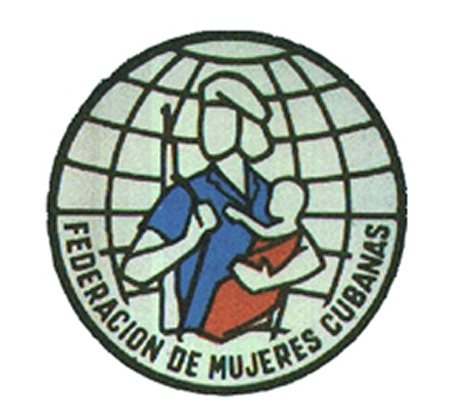 FEDERACION DE MUJERES CUBANAS